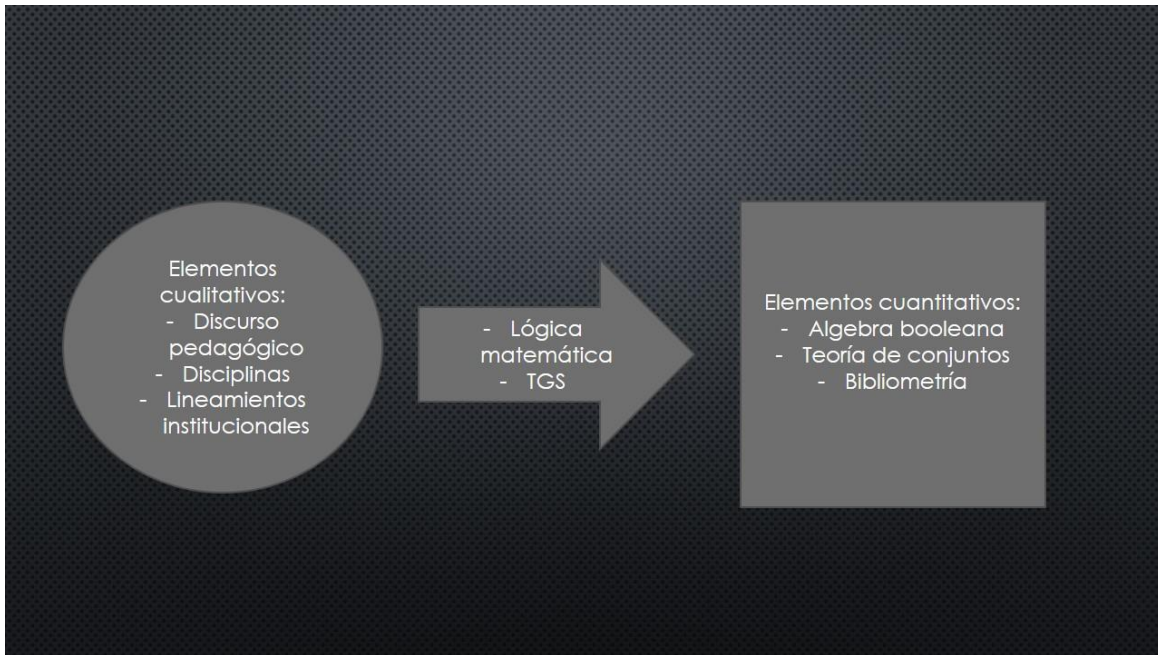 Elementos
cualitativos:
- Discurso
pedagógico
- Disciplinas
- Lineamientos
institucionales
- Lógica
matemática
- TGS
Elementos cuantitativos:
- Algebra booleana
- Teoría de conjuntos
- Bibliometría